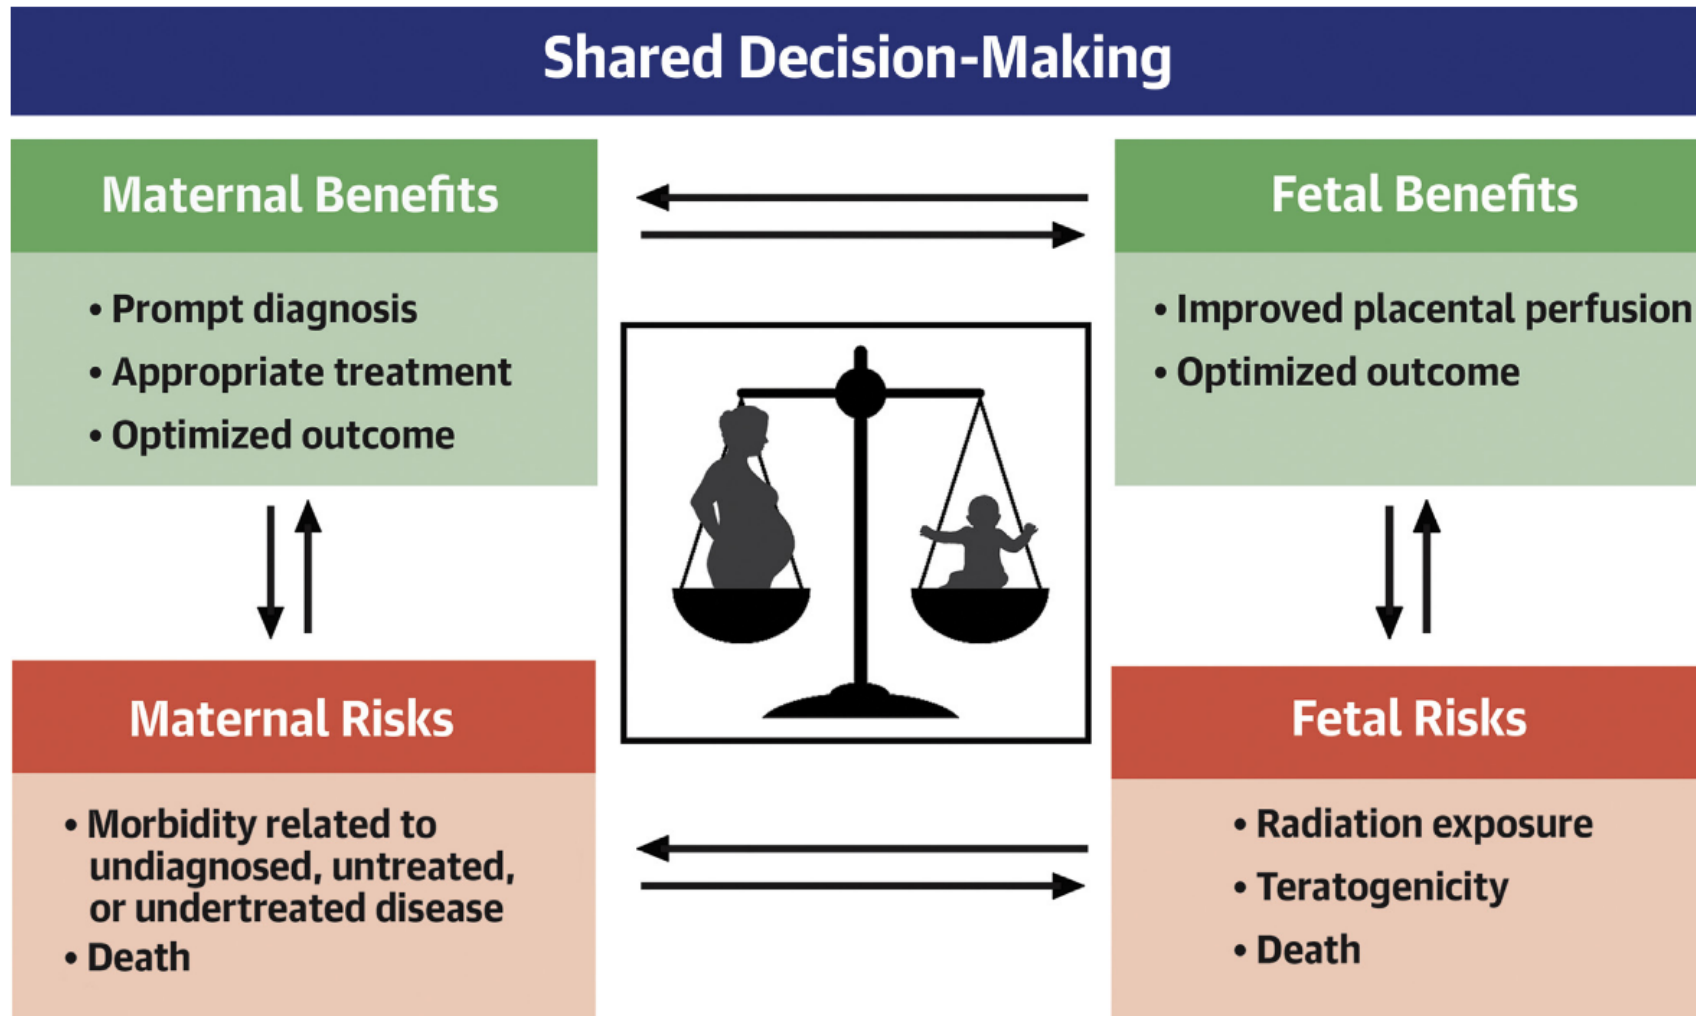 Shared Decision-Making
Maternal Benefits
• Prompt diagnosis
• Appropriate treatment
• Optimized outcome
Fetal Benefits
• Improved placental perfusion
• Optimized outcome
Maternal Risks
• Morbidity related to
undiagnosed, untreated,
or undertreated disease
• Death
Fetal Risks
• Radiation exposure
• Teratogenicity
• Death